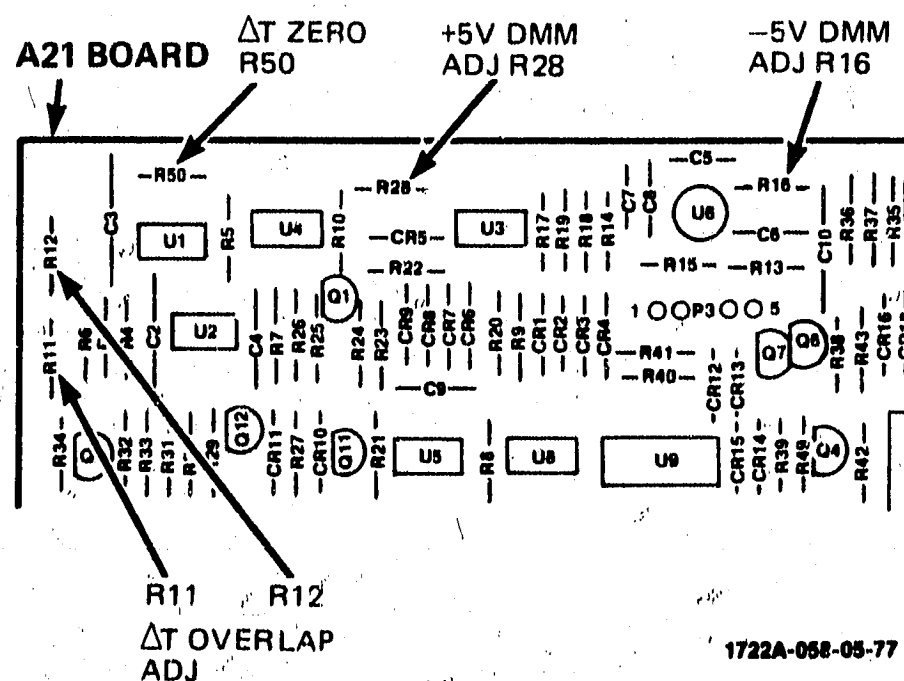 A21 BOARD
ΔT ZERO
R50
+5V DMM
ADJ R28
−5V DMM
ADJ R16
R50
R28
C5
R16
C3
U1
R5
U4
R10
CR5
U3
R17
R19
R18
R14
C7
C8
U6
C6
C10
R36
R37
R35
R12
R22
R15
R13
Q1
1
P3
5
R11
R6
R4
C2
U2
C4
R7
R26
R25
R24
R23
CR9
CR8
CR7
CR6
R20
R9
CR1
CR2
CR3
CR4
R41
R40
C9
CR12
CR13
Q7
Q6
R38
R43
CR16
R34
R32
R33
R31
Q12
CR11
R27
CR10
Q11
R21
U5
R8
U8
U9
CR15
CR14
R39
R49
Q4
R42
R11
R12
ΔT OVERLAP
ADJ
1722A-058-05-77